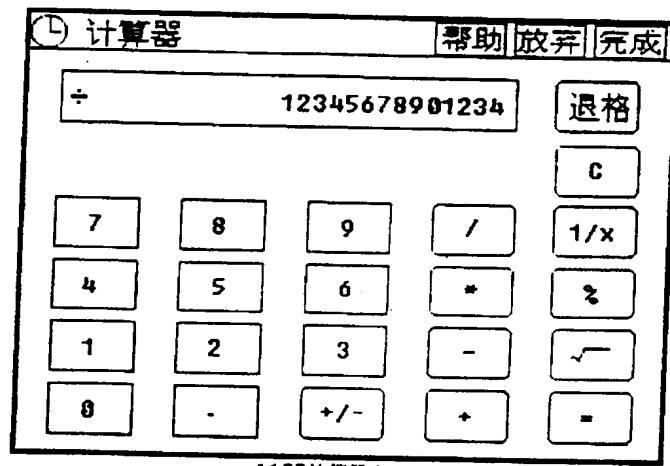 计算器 帮助 放弃 完成
÷ 12345678901234 退格
C
7 8 9 / 1/x
4 5 6 * %
1 2 3 - √
0 . +/- + =